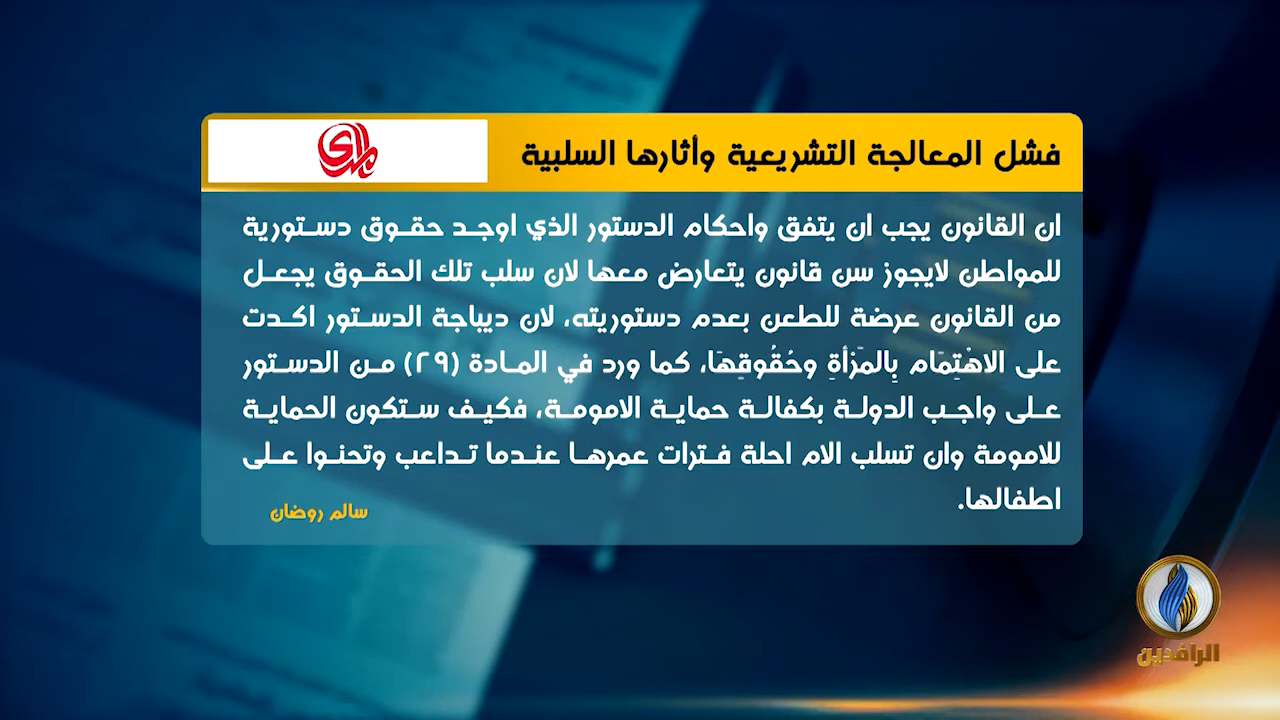 فشل المعالجة التشريعية وأثارها السلبية
المدى
ان القانون يجب ان يتفق واحكام الدستور الذي اوجد حقوق دستورية
للمواطن لايجوز سن قانون يتعارض معها لان سلب تلك الحقوق يجعل
من القانون عرضة للطعن بعدم دستوريته، لان ديباجة الدستور اكدت
على الاهْتِمَام بِالمَرْأةِ وحُقُوقِهَا، كما ورد في المادة (٢٩) من الدستور
على واجب الدولة بكفالة حماية الامومة، فكيف ستكون الحماية
للامومة وان تسلب الام احلة فترات عمرها عندما تداعب وتحنوا على
اطفالها.
سالم روضان
الرافدين